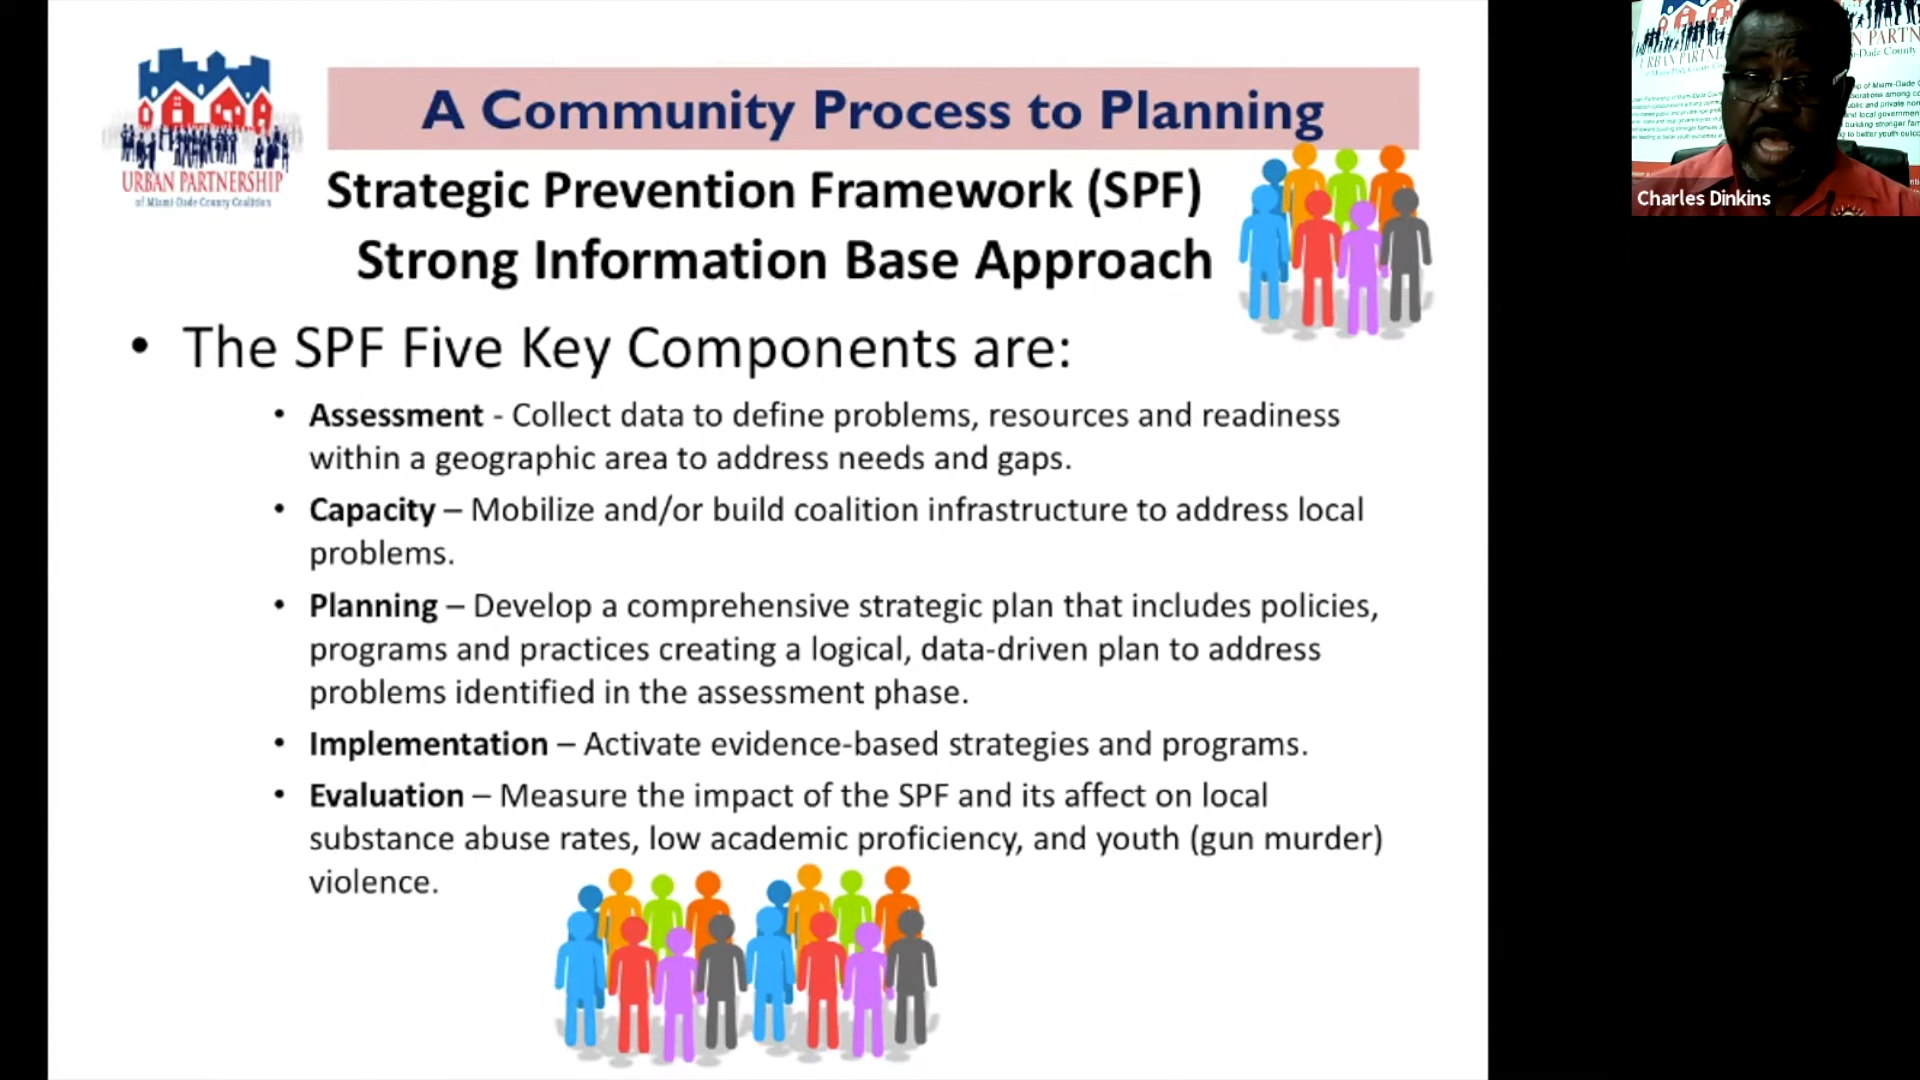 A Community Process to Planning
URBAN PARTNERSHIP
of Miami-Dade County Coalition
Strategic Prevention Framework (SPF)
Strong Information Base Approach
• The SPF Five Key Components are:
• Assessment - Collect data to define problems, resources and readiness
within a geographic area to address needs and gaps.
• Capacity – Mobilize and/or build coalition infrastructure to address local
problems.
• Planning – Develop a comprehensive strategic plan that includes policies,
programs and practices creating a logical, data-driven plan to address
problems identified in the assessment phase.
• Implementation – Activate evidence-based strategies and programs.
• Evaluation – Measure the impact of the SPF and its affect on local
substance abuse rates, low academic proficiency, and youth (gun murder)
violence.
Charles Dinkins